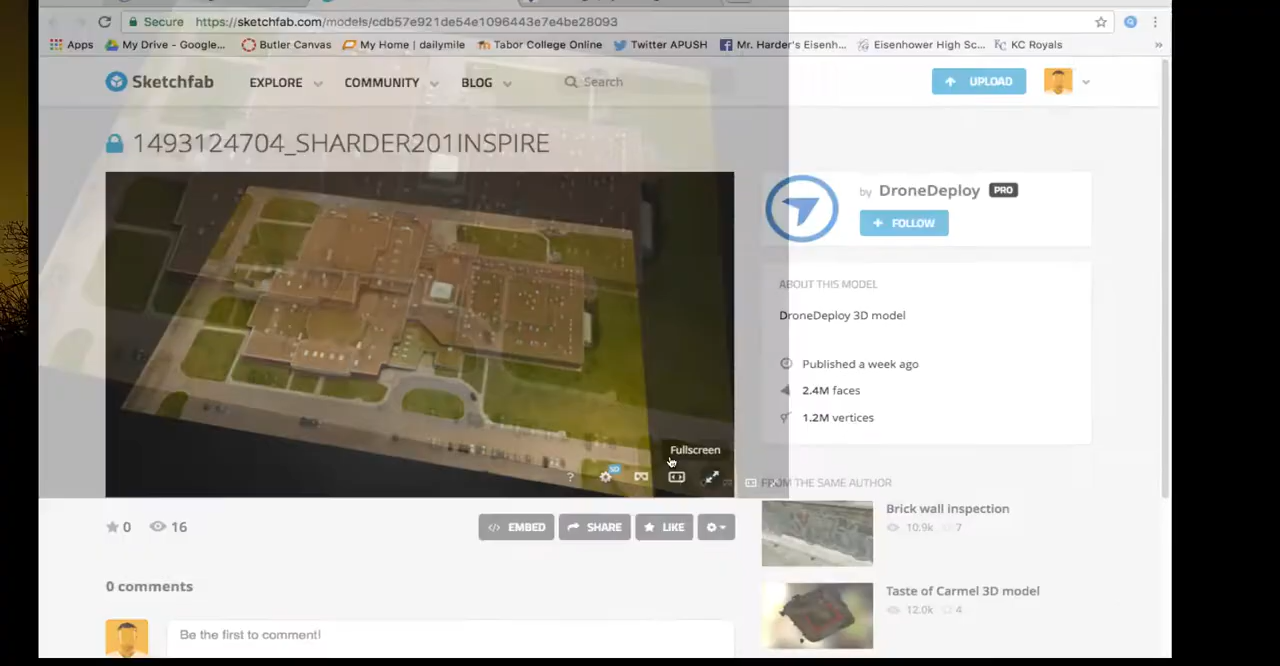 Secure https://sketchfab.com/models/cdb57e921de54e1096443e7e4be28093
Apps My Drive - Google... Butler Canvas My Home | dailymile Tabor College Online Twitter APUSH Mr. Harder's Eisenh... Eisenhower High Sc... KC Royals »
Sketchfab EXPLORE COMMUNITY BLOG Search UPLOAD
1493124704_SHARDER201INSPIRE
by DroneDeploy PRO
+ FOLLOW
ABOUT THIS MODEL
DroneDeploy 3D model
Published a week ago
2.4M faces
1.2M vertices
Fullscreen
? SD
FROM THE SAME AUTHOR
Brick wall inspection
10.9k 7
0 16 EMBED SHARE LIKE
Taste of Carmel 3D model
12.0k 4
0 comments
Be the first to comment!